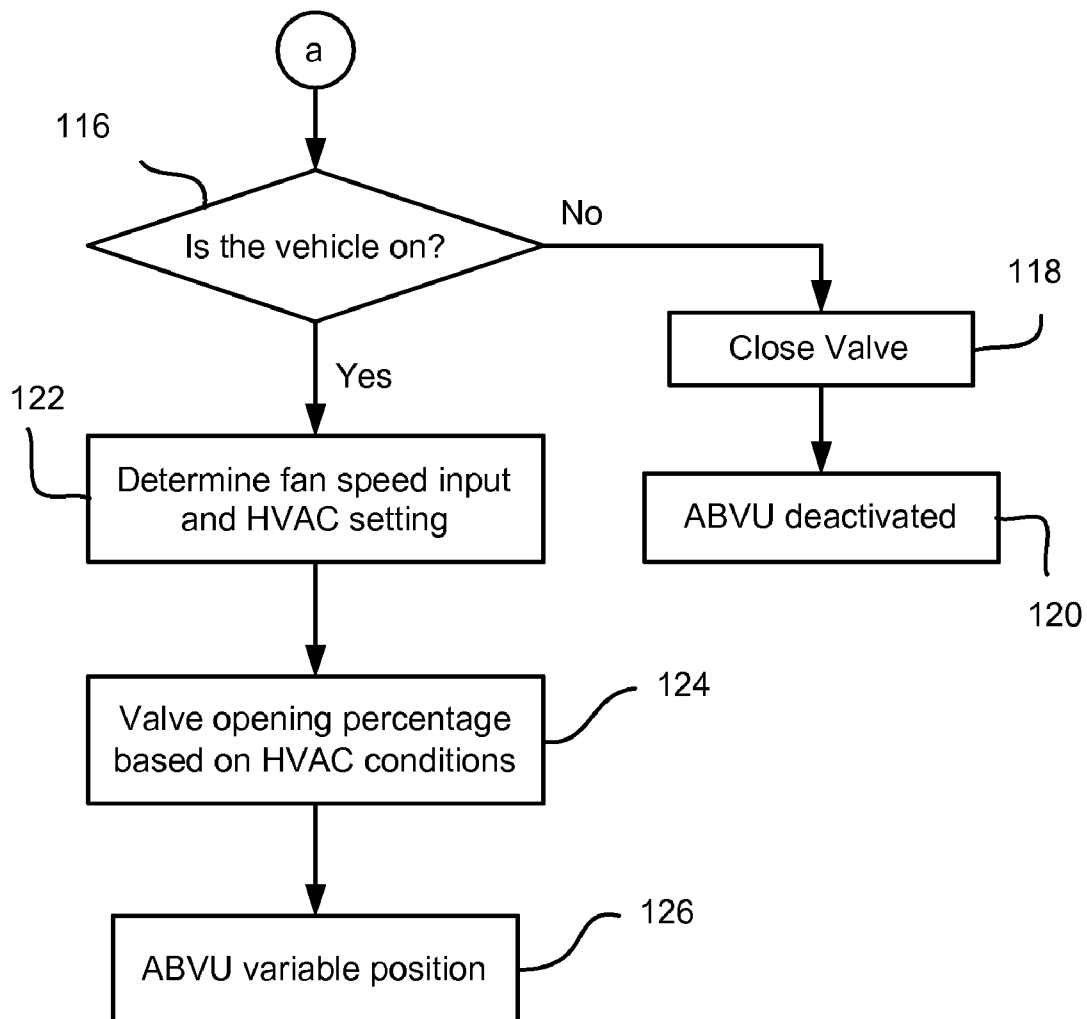 a
116
Is the vehicle on?
No
118
Close Valve
Yes
122
Determine fan speed input
and HVAC setting
ABVU deactivated
120
124
Valve opening percentage
based on HVAC conditions
126
ABVU variable position